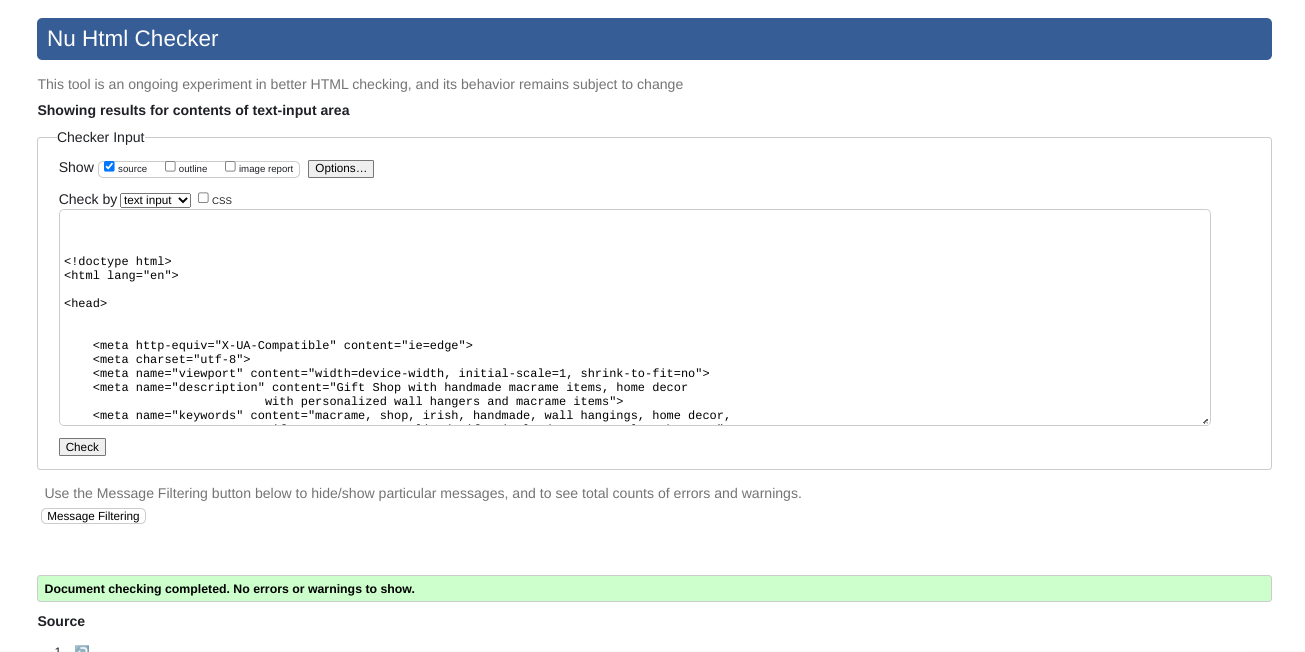 Nu Html Checker
This tool is an ongoing experiment in better HTML checking, and its behavior remains subject to change
Showing results for contents of text-input area
Checker Input
Show source outline image report Options...
Check by text input css
<!doctype html>
<html lang="en">
<head>
<meta http-equiv="X-UA-Compatible" content="ie=edge">
<meta charset="utf-8">
<meta name="viewport" content="width=device-width, initial-scale=1, shrink-to-fit=no">
<meta name="description" content="Gift Shop with handmade macrame items, home decor
with personalized wall hangers and macrame items">
<meta name="keywords" content="macrame, shop, irish, handmade, wall hangings, home decor,
Check
Use the Message Filtering button below to hide/show particular messages, and to see total counts of errors and warnings.
Message Filtering
Document checking completed. No errors or warnings to show.
Source
1.